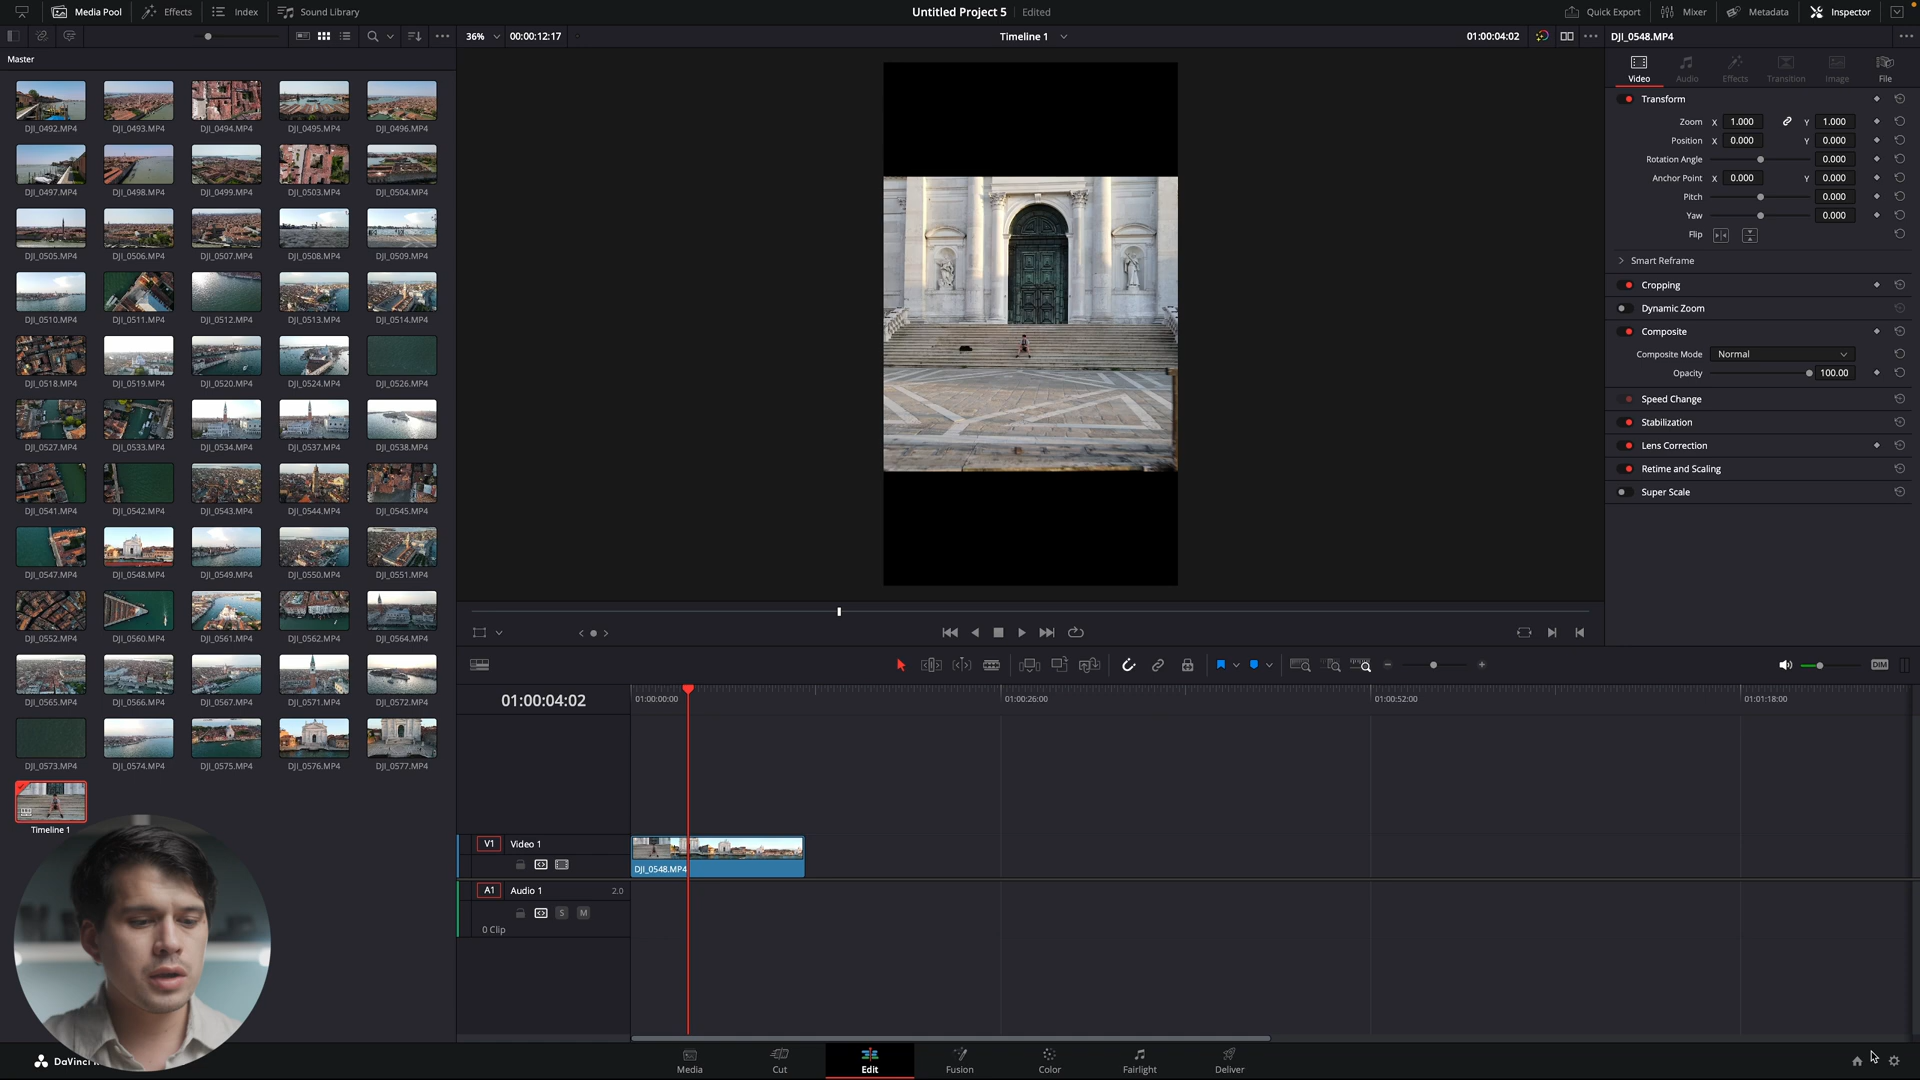 Media Pool
Effects
Index
Sound Library
Untitled Project 5
Edited
Quick Export
Mixer
Metadata
Inspector
36%
00:00:12:17
Timeline 1
01:00:04:02
DJI_0548.MP4
Master
Video
Audio
Effects
Transition
Image
File
DJI_0492.MP4
DJI_0493.MP4
DJI_0494.MP4
DJI_0495.MP4
DJI_0496.MP4
DJI_0497.MP4
DJI_0498.MP4
DJI_0499.MP4
DJI_0503.MP4
DJI_0504.MP4
DJI_0505.MP4
DJI_0506.MP4
DJI_0507.MP4
DJI_0508.MP4
DJI_0509.MP4
DJI_0510.MP4
DJI_0511.MP4
DJI_0512.MP4
DJI_0513.MP4
DJI_0514.MP4
DJI_0518.MP4
DJI_0519.MP4
DJI_0520.MP4
DJI_0524.MP4
DJI_0526.MP4
DJI_0527.MP4
DJI_0533.MP4
DJI_0534.MP4
DJI_0537.MP4
DJI_0538.MP4
DJI_0541.MP4
DJI_0542.MP4
DJI_0543.MP4
DJI_0544.MP4
DJI_0545.MP4
DJI_0547.MP4
DJI_0548.MP4
DJI_0549.MP4
DJI_0550.MP4
DJI_0551.MP4
DJI_0552.MP4
DJI_0560.MP4
DJI_0561.MP4
DJI_0562.MP4
DJI_0564.MP4
DJI_0565.MP4
DJI_0566.MP4
DJI_0567.MP4
DJI_0571.MP4
DJI_0572.MP4
DJI_0573.MP4
DJI_0574.MP4
DJI_0575.MP4
DJI_0576.MP4
DJI_0577.MP4
Timeline 1
Transform
Zoom X 1.000 Y 1.000
Position X 0.000 Y 0.000
Rotation Angle 0.000
Anchor Point X 0.000 Y 0.000
Pitch 0.000
Yaw 0.000
Flip
Smart Reframe
Cropping
Dynamic Zoom
Composite
Composite Mode Normal
Opacity 100.00
Speed Change
Stabilization
Lens Correction
Retime and Scaling
Super Scale
DIM
01:00:04:02
01:00:00:00
01:00:26:00
01:00:52:00
01:01:18:00
V1 Video 1
DJI_0548.MP4
A1 Audio 1 2.0
S M
0 Clip
Media
Cut
Edit
Fusion
Color
Fairlight
Deliver